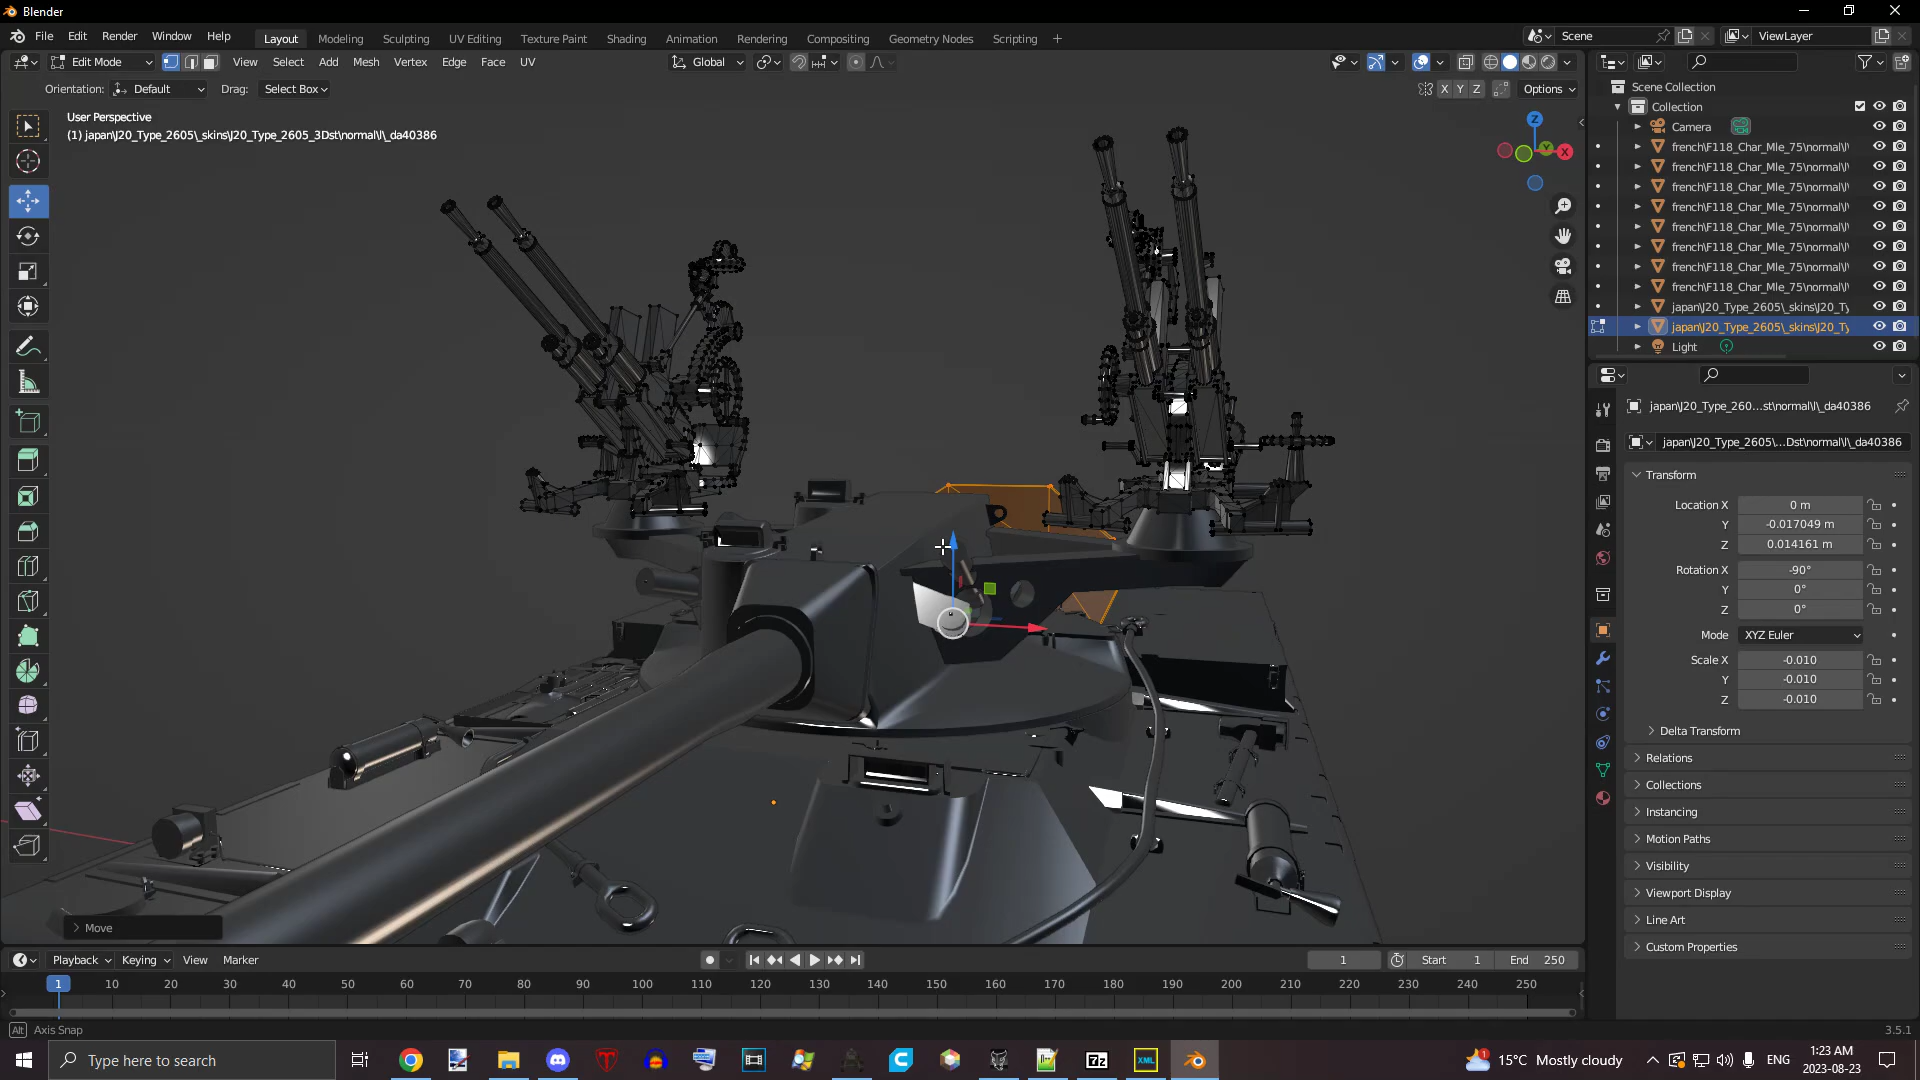 Blender
File Edit Render Window Help
Layout Modeling Sculpting UV Editing Texture Paint Shading Animation Rendering Compositing Geometry Nodes Scripting +
Scene
ViewLayer
Edit Mode View Select Add Mesh Vertex Edge Face UV
Global
Orientation: Default Drag: Select Box
X Y Z Options
User Perspective
(1) japan\J20_Type_2605\_skins\J20_Type_2605_3Dst\normal\l\_da40386
Z
Y
X
Scene Collection
Collection
Camera
french\F118_Char_Mle_75\normal\l\
french\F118_Char_Mle_75\normal\l\
french\F118_Char_Mle_75\normal\l\
french\F118_Char_Mle_75\normal\l\
french\F118_Char_Mle_75\normal\l\
french\F118_Char_Mle_75\normal\l\
french\F118_Char_Mle_75\normal\l\
french\F118_Char_Mle_75\normal\l\
japan\J20_Type_2605\_skins\J20_Ty
japan\J20_Type_2605\_skins\J20_Ty
Light
japan\J20_Type_260...st\normal\l\_da40386
japan\J20_Type_2605\...Dst\normal\l\_da40386
Transform
Location X 0 m
Y -0.017049 m
Z 0.014161 m
Rotation X -90°
Y 0°
Z 0°
Mode XYZ Euler
Scale X -0.010
Y -0.010
Z -0.010
Delta Transform
Relations
Collections
Instancing
Motion Paths
Visibility
Viewport Display
Line Art
Custom Properties
Move
Playback Keying View Marker
1 Start 1 End 250
1 10 20 30 40 50 60 70 80 90 100 110 120 130 140 150 160 170 180 190 200 210 220 230 240 250
Alt Axis Snap
3.5.1
Type here to search
7z
XML
1
15°C Mostly cloudy
ENG
1:23 AM
2023-08-23